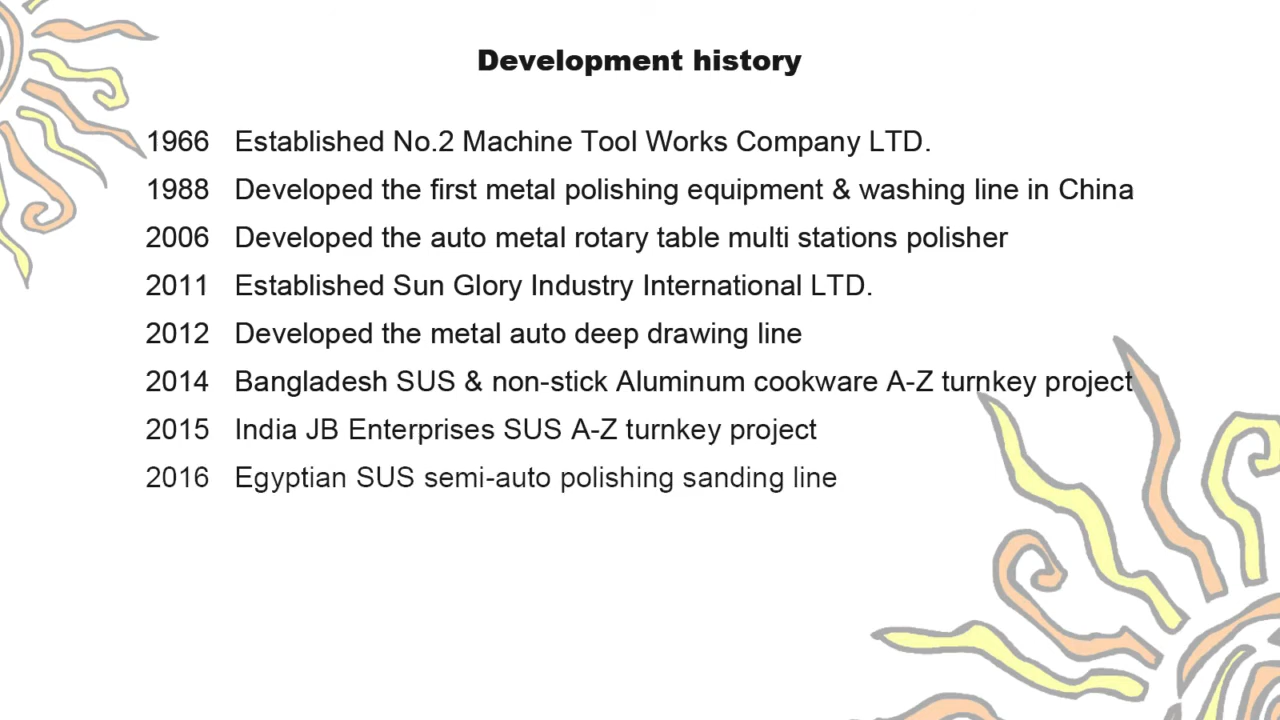 Development history
1966 Established No.2 Machine Tool Works Company LTD.
1988 Developed the first metal polishing equipment & washing line in China
2006 Developed the auto metal rotary table multi stations polisher
2011 Established Sun Glory Industry International LTD.
2012 Developed the metal auto deep drawing line
2014 Bangladesh SUS & non-stick Aluminum cookware A-Z turnkey project
2015 India JB Enterprises SUS A-Z turnkey project
2016 Egyptian SUS semi-auto polishing sanding line